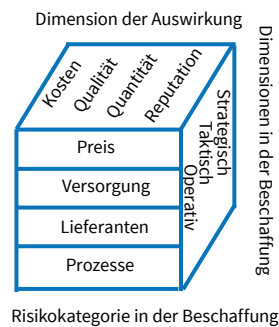 Dimension der Auswirkung
Kosten
Qualität
Quantität
Reputation
Strategisch
Taktisch
Operativ
Dimensionen in der Beschaffung
Preis
Versorgung
Lieferanten
Prozesse
Risikokategorie in der Beschaffung